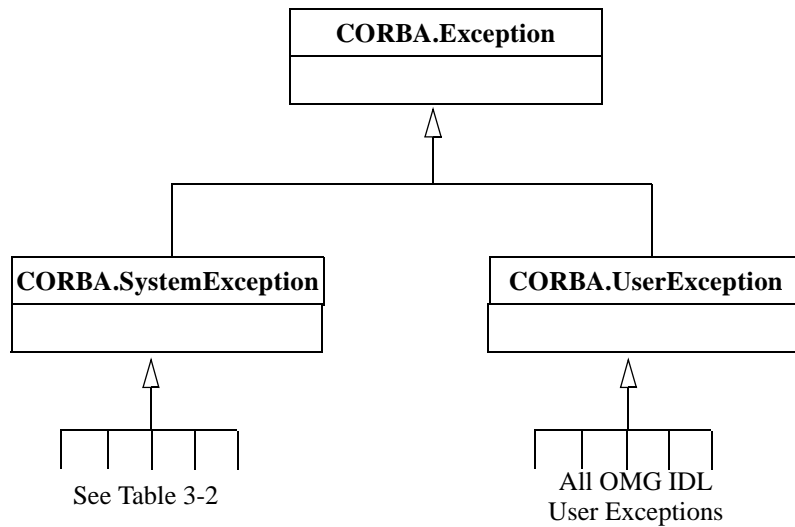 CORBA.Exception
CORBA.SystemException
CORBA.UserException
See Table 3-2
All OMG IDL
User Exceptions